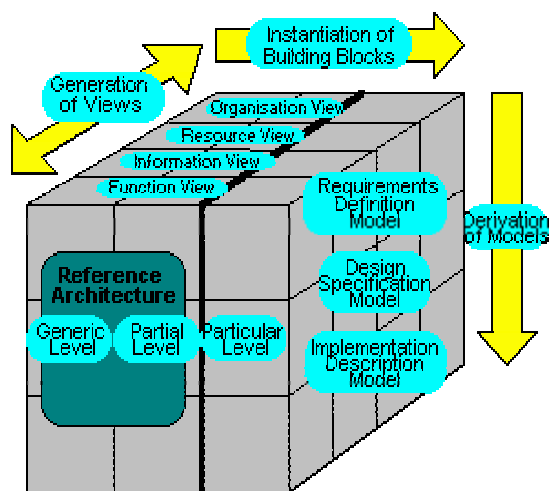 Instantiation of
Building Blocks
Generation
of Views
Organisation View
Resource View
Information View
Function View
Requirements
Definition
Model
Derivation
of Models
Reference
Architecture
Design
Specification
Model
Generic
Level
Partial
Level
Particular
Level
Implementation
Description
Model